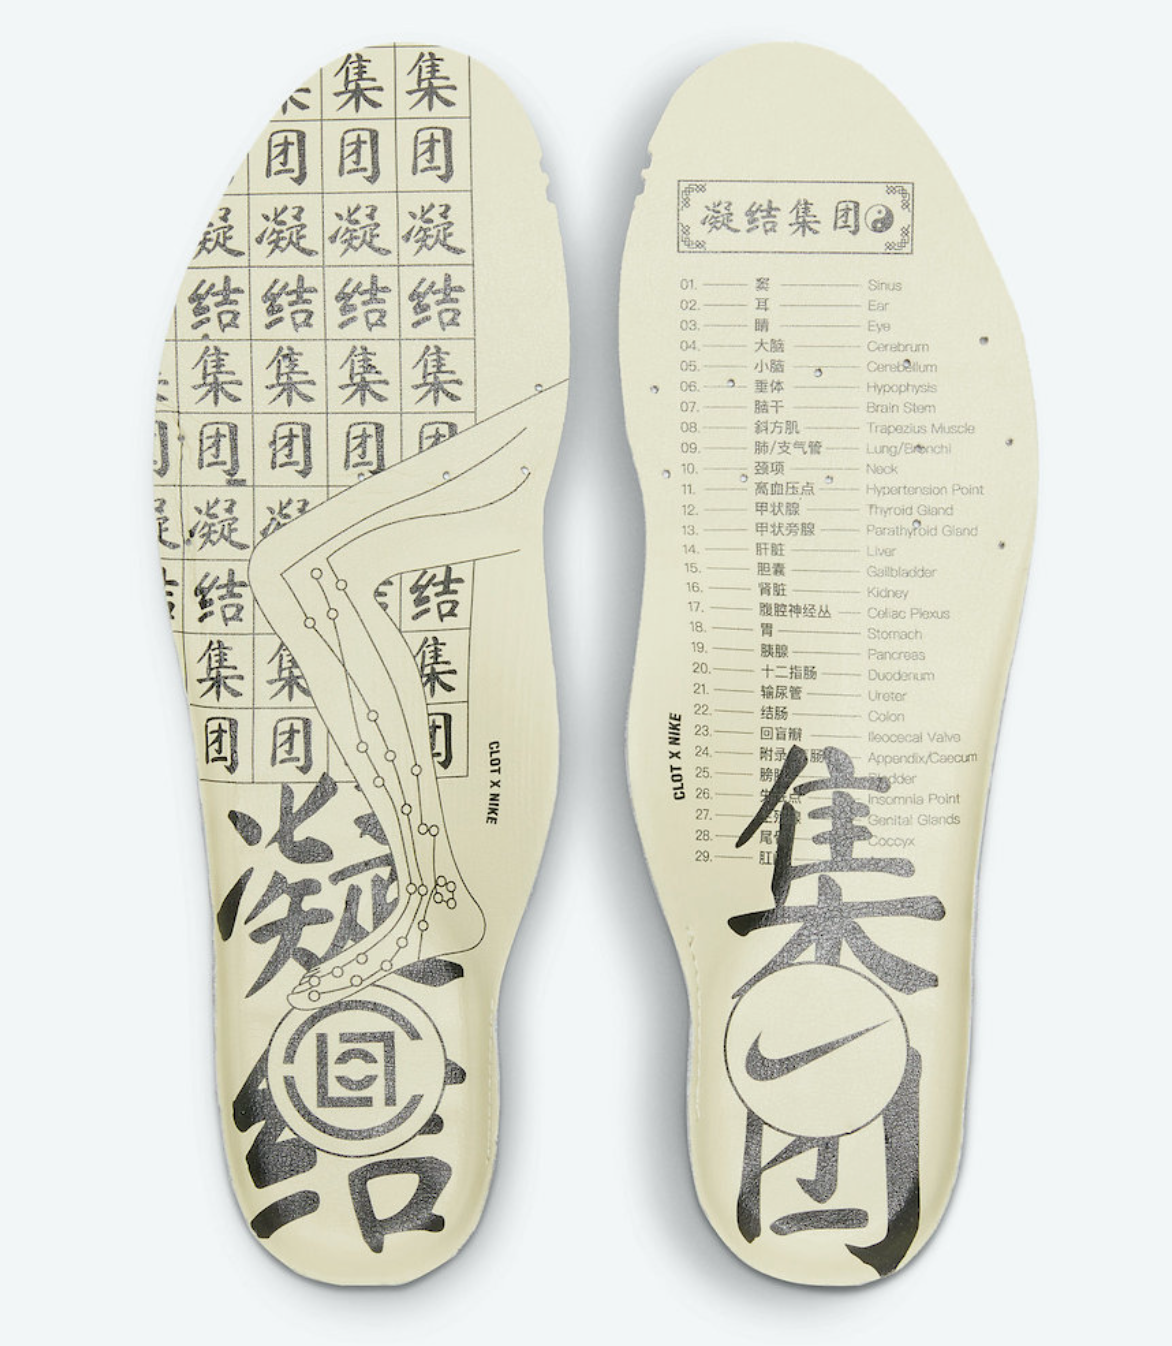 集 集
团 团 团
凝 凝 凝 凝
结 结 结 结
集 集 集 集
团 团 团 团
凝 凝
结 结
集 集 集
团 团 团
CLOT X NIKE
凝
结
凝结集团
01. 窦 Sinus
02. 耳 Ear
03. 睛 Eye
04. 大脑 Cerebrum
05. 小脑 Cerebellum
06. 垂体 Hypophysis
07. 脑干 Brain Stem
08. 斜方肌 Trapezius Muscle
09. 肺/支气管 Lung/Bronchi
10. 颈项 Neck
11. 高血压点 Hypertension Point
12. 甲状腺 Thyroid Gland
13. 甲状旁腺 Parathyroid Gland
14. 肝脏 Liver
15. 胆囊 Gallbladder
16. 肾脏 Kidney
17. 腹腔神经丛 Celiac Plexus
18. 胃 Stomach
19. 胰腺 Pancreas
20. 十二指肠 Duodenum
21. 输尿管 Ureter
22. 结肠 Colon
23. 回盲瓣 Ileocecal Valve
24. 附录 肠 Appendix/Caecum
25. 膀 Bladder
26. 点 Insomnia Point
27. 腺 Genital Glands
28. 尾 Coccyx
29. 肛
CLOT X NIKE
集
团